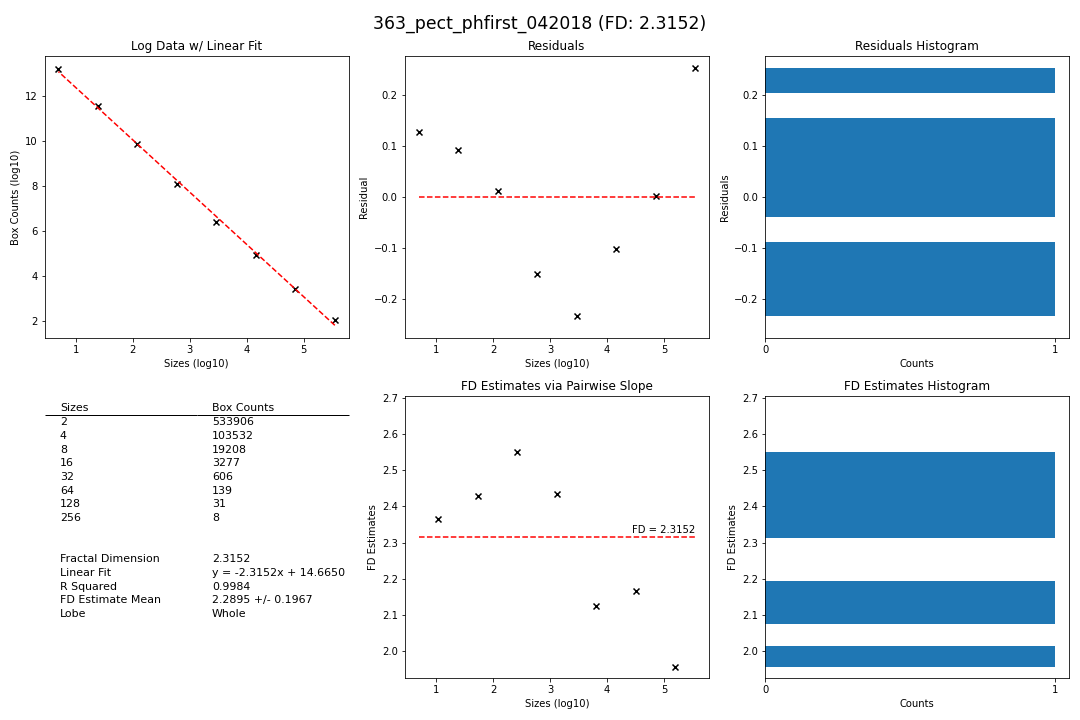 363_pect_phfirst_042018 (FD: 2.3152)
Log Data w/ Linear Fit
Box Counts (log10)
12
10
8
6
4
2
1 2 3 4 5
Sizes (log10)
Residuals
Residual
0.2
0.1
0.0
−0.1
−0.2
1 2 3 4 5
Sizes (log10)
Residuals Histogram
Residuals
0.2
0.1
0.0
−0.1
−0.2
0 1
Counts
Sizes Box Counts
2 533906
4 103532
8 19208
16 3277
32 606
64 139
128 31
256 8
Fractal Dimension 2.3152
Linear Fit y = -2.3152x + 14.6650
R Squared 0.9984
FD Estimate Mean 2.2895 +/- 0.1967
Lobe Whole
FD Estimates via Pairwise Slope
FD Estimates
2.7
2.6
2.5
2.4
2.3
2.2
2.1
2.0
FD = 2.3152
1 2 3 4 5
Sizes (log10)
FD Estimates Histogram
FD Estimates
2.7
2.6
2.5
2.4
2.3
2.2
2.1
2.0
0 1
Counts